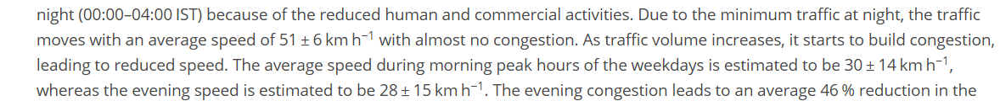 night (00:00–04:00 IST) because of the reduced human and commercial activities. Due to the minimum traffic at night, the traffic
moves with an average speed of 51 ± 6 km h⁻¹ with almost no congestion. As traffic volume increases, it starts to build congestion,
leading to reduced speed. The average speed during morning peak hours of the weekdays is estimated to be 30 ± 14 km h⁻¹,
whereas the evening speed is estimated to be 28 ± 15 km h⁻¹. The evening congestion leads to an average 46 % reduction in the